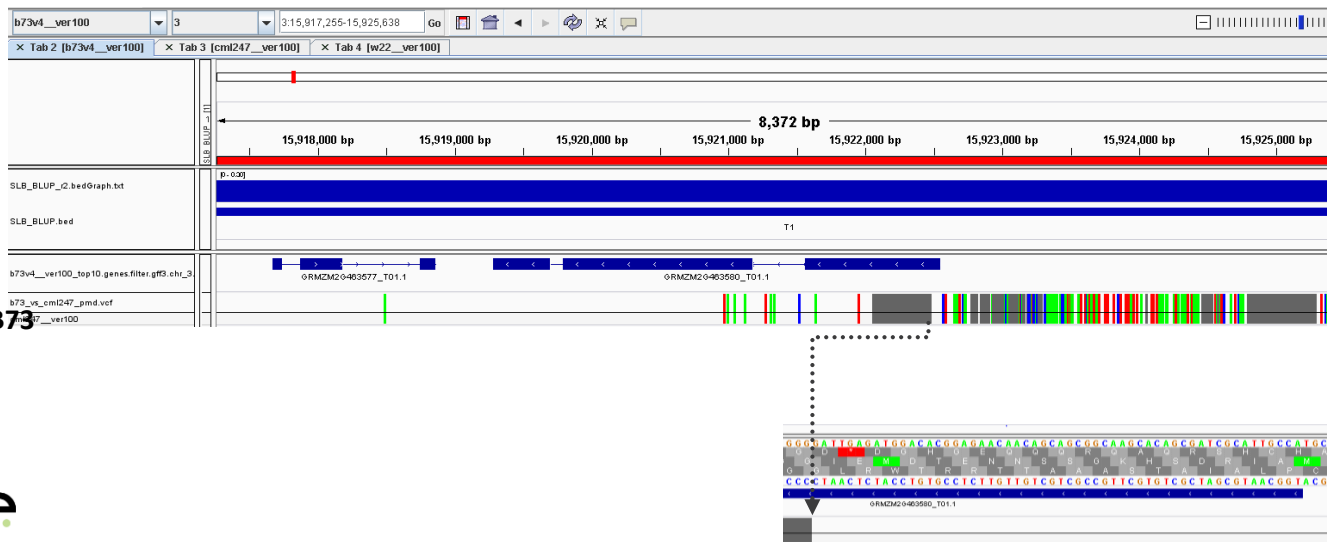 b73v4__ver100 3 3:15,917,255-15,925,638 Go
× Tab 2 [b73v4__ver100] × Tab 3 [cml247__ver100] × Tab 4 [w22__ver100]
8,372 bp
15,918,000 bp 15,919,000 bp 15,920,000 bp 15,921,000 bp 15,922,000 bp 15,923,000 bp 15,924,000 bp 15,925,000 bp
[0 - 0.30]
SLB_BLUP_r2.bedGraph.txt
SLB_BLUP.bed
T1
b73v4__ver100_top10.genes.filter.gff3.chr_3.
GRMZM2G463577_T01.1 GRMZM2G463580_T01.1
b73_vs_cml247_pmd.vcf
373
GGGGATTGAGATGGACACGGAGAACAACAGCAGCGGCAAGCACAGCGATCGCATTGCCATGC
G D * D G H G E Q Q Q R Q A Q R S H C H A
G I E M D T E N N S S G K H S D R I A M
G G L R W T R R T T A A A S T A I A L P C
CCCCTAACTCTACCTGTGCCTCTTGTTGTCGTCGCCGTTCGTGTCGCTAGCGTAACGGTACG
GRMZM2G463580_T01.1
e